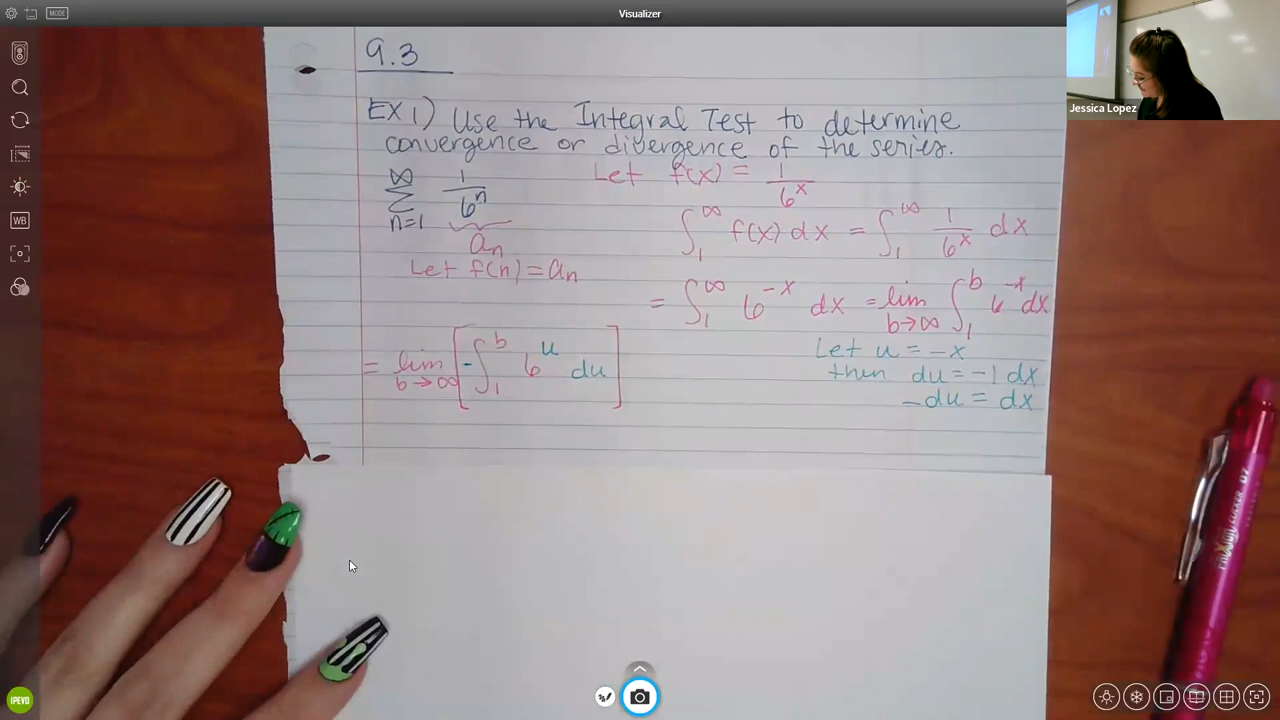 MODE
Visualizer
WB
Jessica Lopez
9.3
EX 1) Use the Integral Test to determine
convergence or divergence of the series.
∑_{n=1}^{∞} 1/6^n
a_n
Let f(n) = a_n
Let f(x) = 1/6^x
∫_1^∞ f(x) dx = ∫_1^∞ 1/6^x dx
= ∫_1^∞ 6^{-x} dx = lim_{b→∞} ∫_1^b 6^{-x} dx
Let u = -x
then du = -1 dx
-du = dx
= lim_{b→∞} [ -∫_1^b 6^u du ]
IPEVO